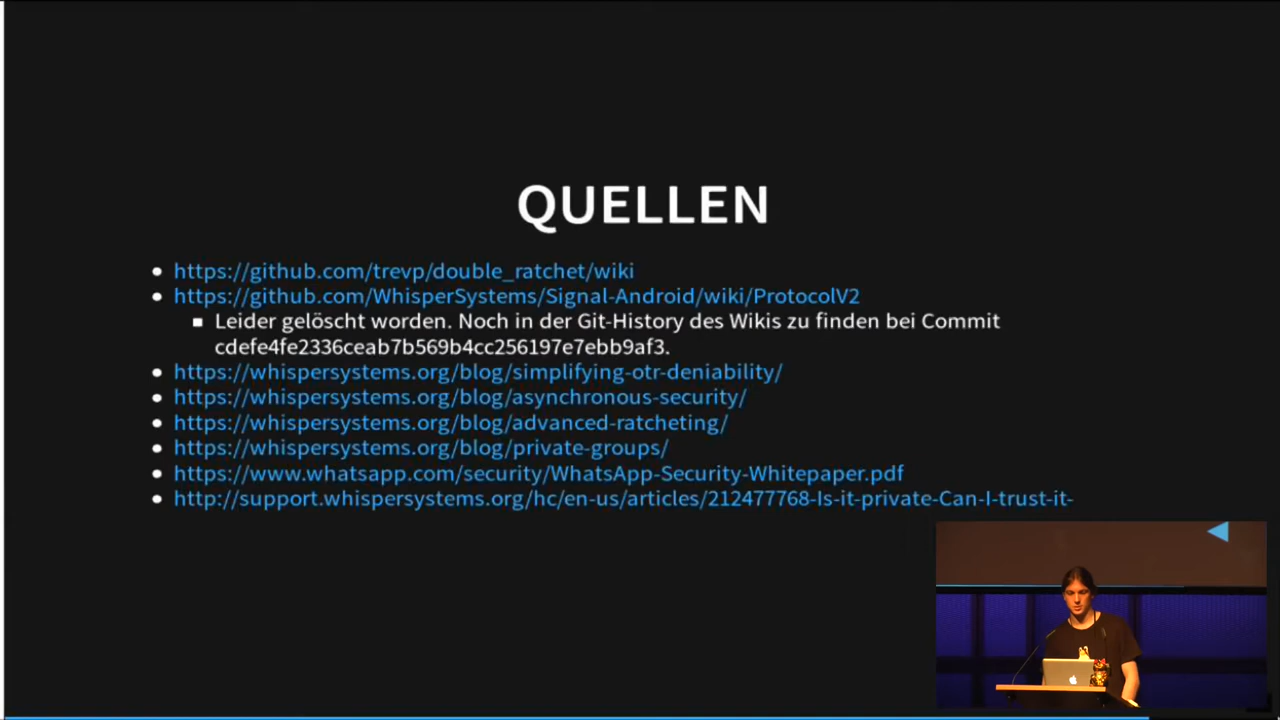 QUELLEN
https://github.com/trevp/double_ratchet/wiki
https://github.com/WhisperSystems/Signal-Android/wiki/ProtocolV2
Leider gelöscht worden. Noch in der Git-History des Wikis zu finden bei Commit
cdefe4fe2336ceab7b569b4cc256197e7ebb9af3.
https://whispersystems.org/blog/simplifying-otr-deniability/
https://whispersystems.org/blog/asynchronous-security/
https://whispersystems.org/blog/advanced-ratcheting/
https://whispersystems.org/blog/private-groups/
https://www.whatsapp.com/security/WhatsApp-Security-Whitepaper.pdf
http://support.whispersystems.org/hc/en-us/articles/212477768-Is-it-private-Can-I-trust-it-